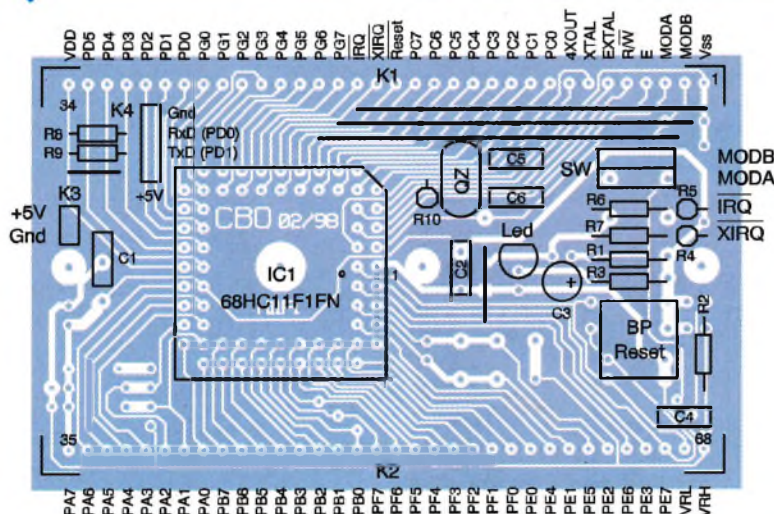 VDD PD5 PD4 PD3 PD2 PD1 PD0 PG0 PG1 PG2 PG3 PG4 PG5 PG6 PG7 IRQ XIRQ Reset PC7 PC6 PC5 PC4 PC3 PC2 PC1 PC0 4XOUT XTAL EXTAL R/W E MODA MODB Vss
K1
34
1
K4
Gnd
RxD (PD0)
TxD (PD1)
+5V
R8
R9
K3
+5V
Gnd
C1
CBO 02/98
IC1
68HC11F1FN
1
R10
QZ
C5
C6
C2
Led
C3
+
SW
MODB
MODA
R6
R5
IRQ
R7
XIRQ
R1
R4
R3
BP
Reset
R2
C4
35
68
K2
PA7 PA6 PA5 PA4 PA3 PA2 PA1 PA0 PB7 PB6 PB5 PB4 PB3 PB2 PB1 PB0 PF7 PF6 PF5 PF4 PF3 PF2 PF1 PF0 PE0 PE4 PE1 PE5 PE2 PE6 PE3 PE7 VRL VRH